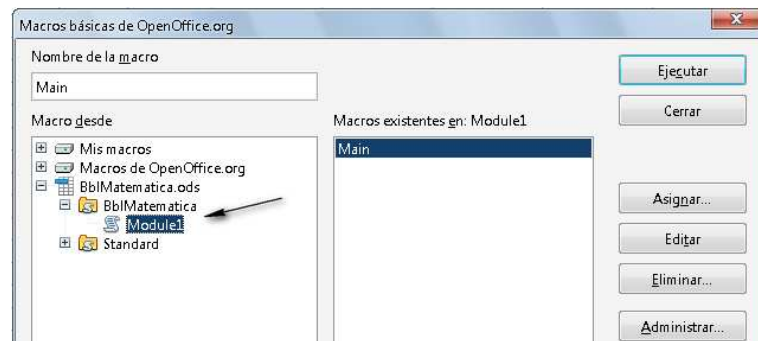 Macros básicas de OpenOffice.org
Nombre de la macro
Main
Ejecutar
Cerrar
Macro desde
Macros existentes en: Module1
Mis macros
Macros de OpenOffice.org
BblMatematica.ods
BblMatematica
Module1
Standard
Main
Asignar...
Editar
Eliminar...
Administrar...